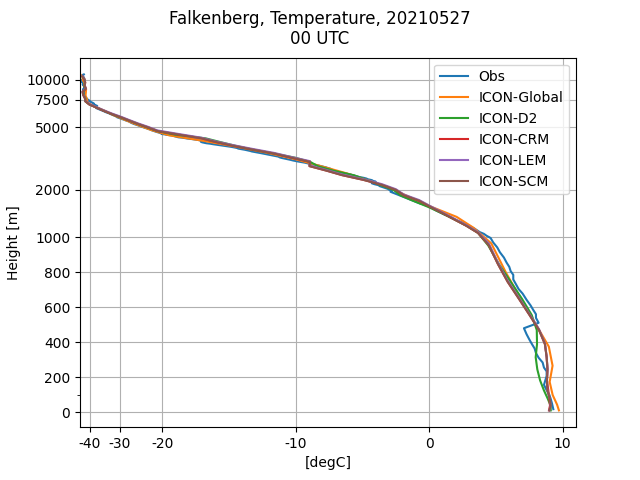 Falkenberg, Temperature, 20210527
00 UTC
Obs
ICON-Global
ICON-D2
ICON-CRM
ICON-LEM
ICON-SCM
10000
7500
5000
2000
1000
800
600
400
200
0
Height [m]
-40 -30 -20 -10 0 10
[degC]